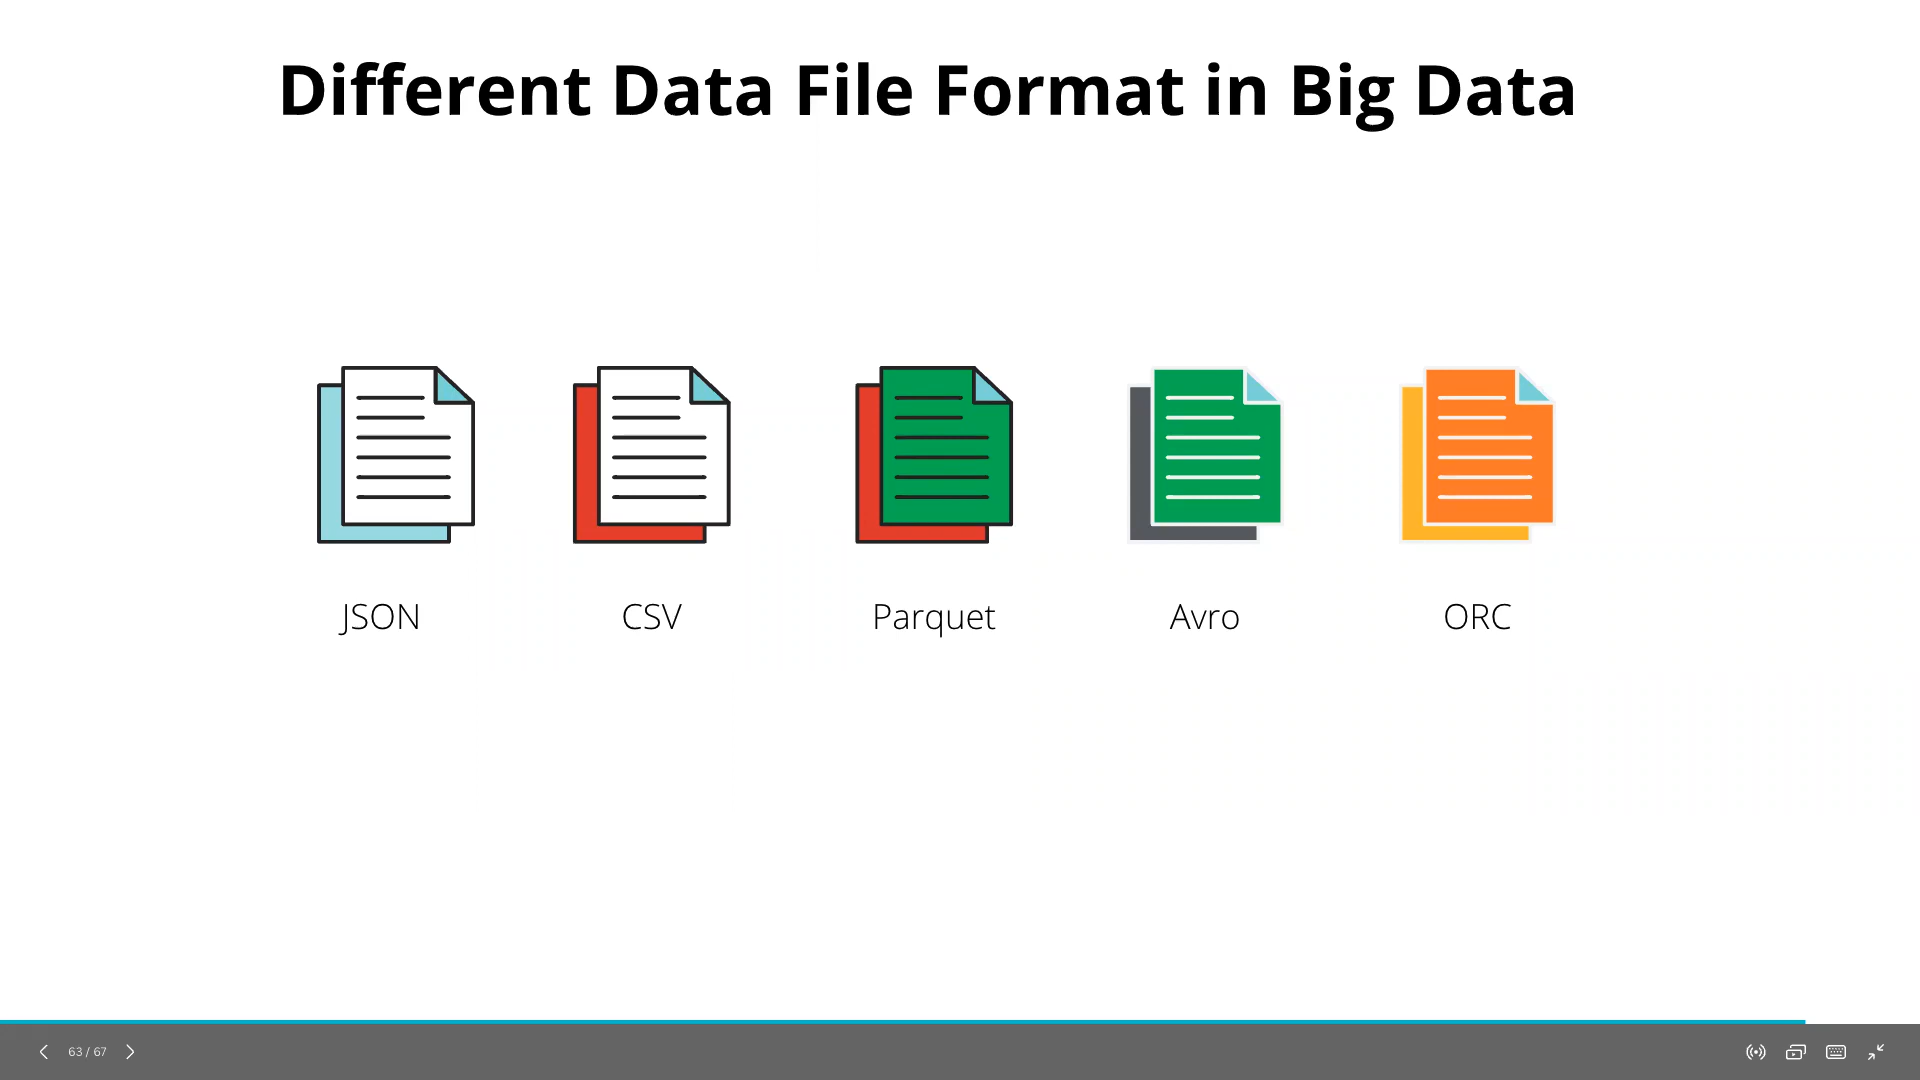 Different Data File Format in Big Data
JSON
CSV
Parquet
Avro
ORC
63 / 67